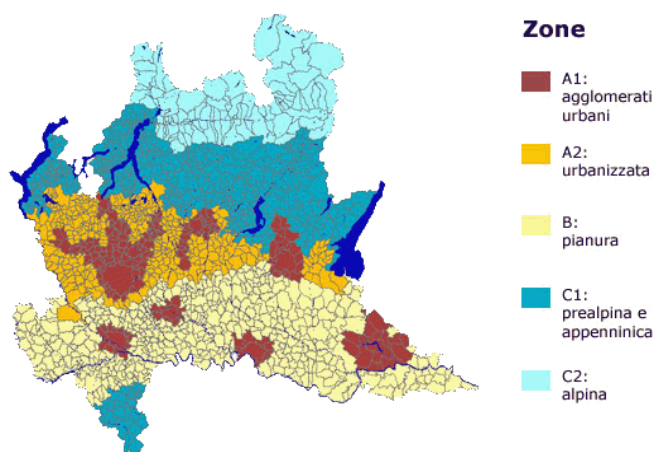 Zone
A1:
agglomerati
urbani
A2:
urbanizzata
B:
pianura
C1:
prealpina e
appenninica
C2:
alpina